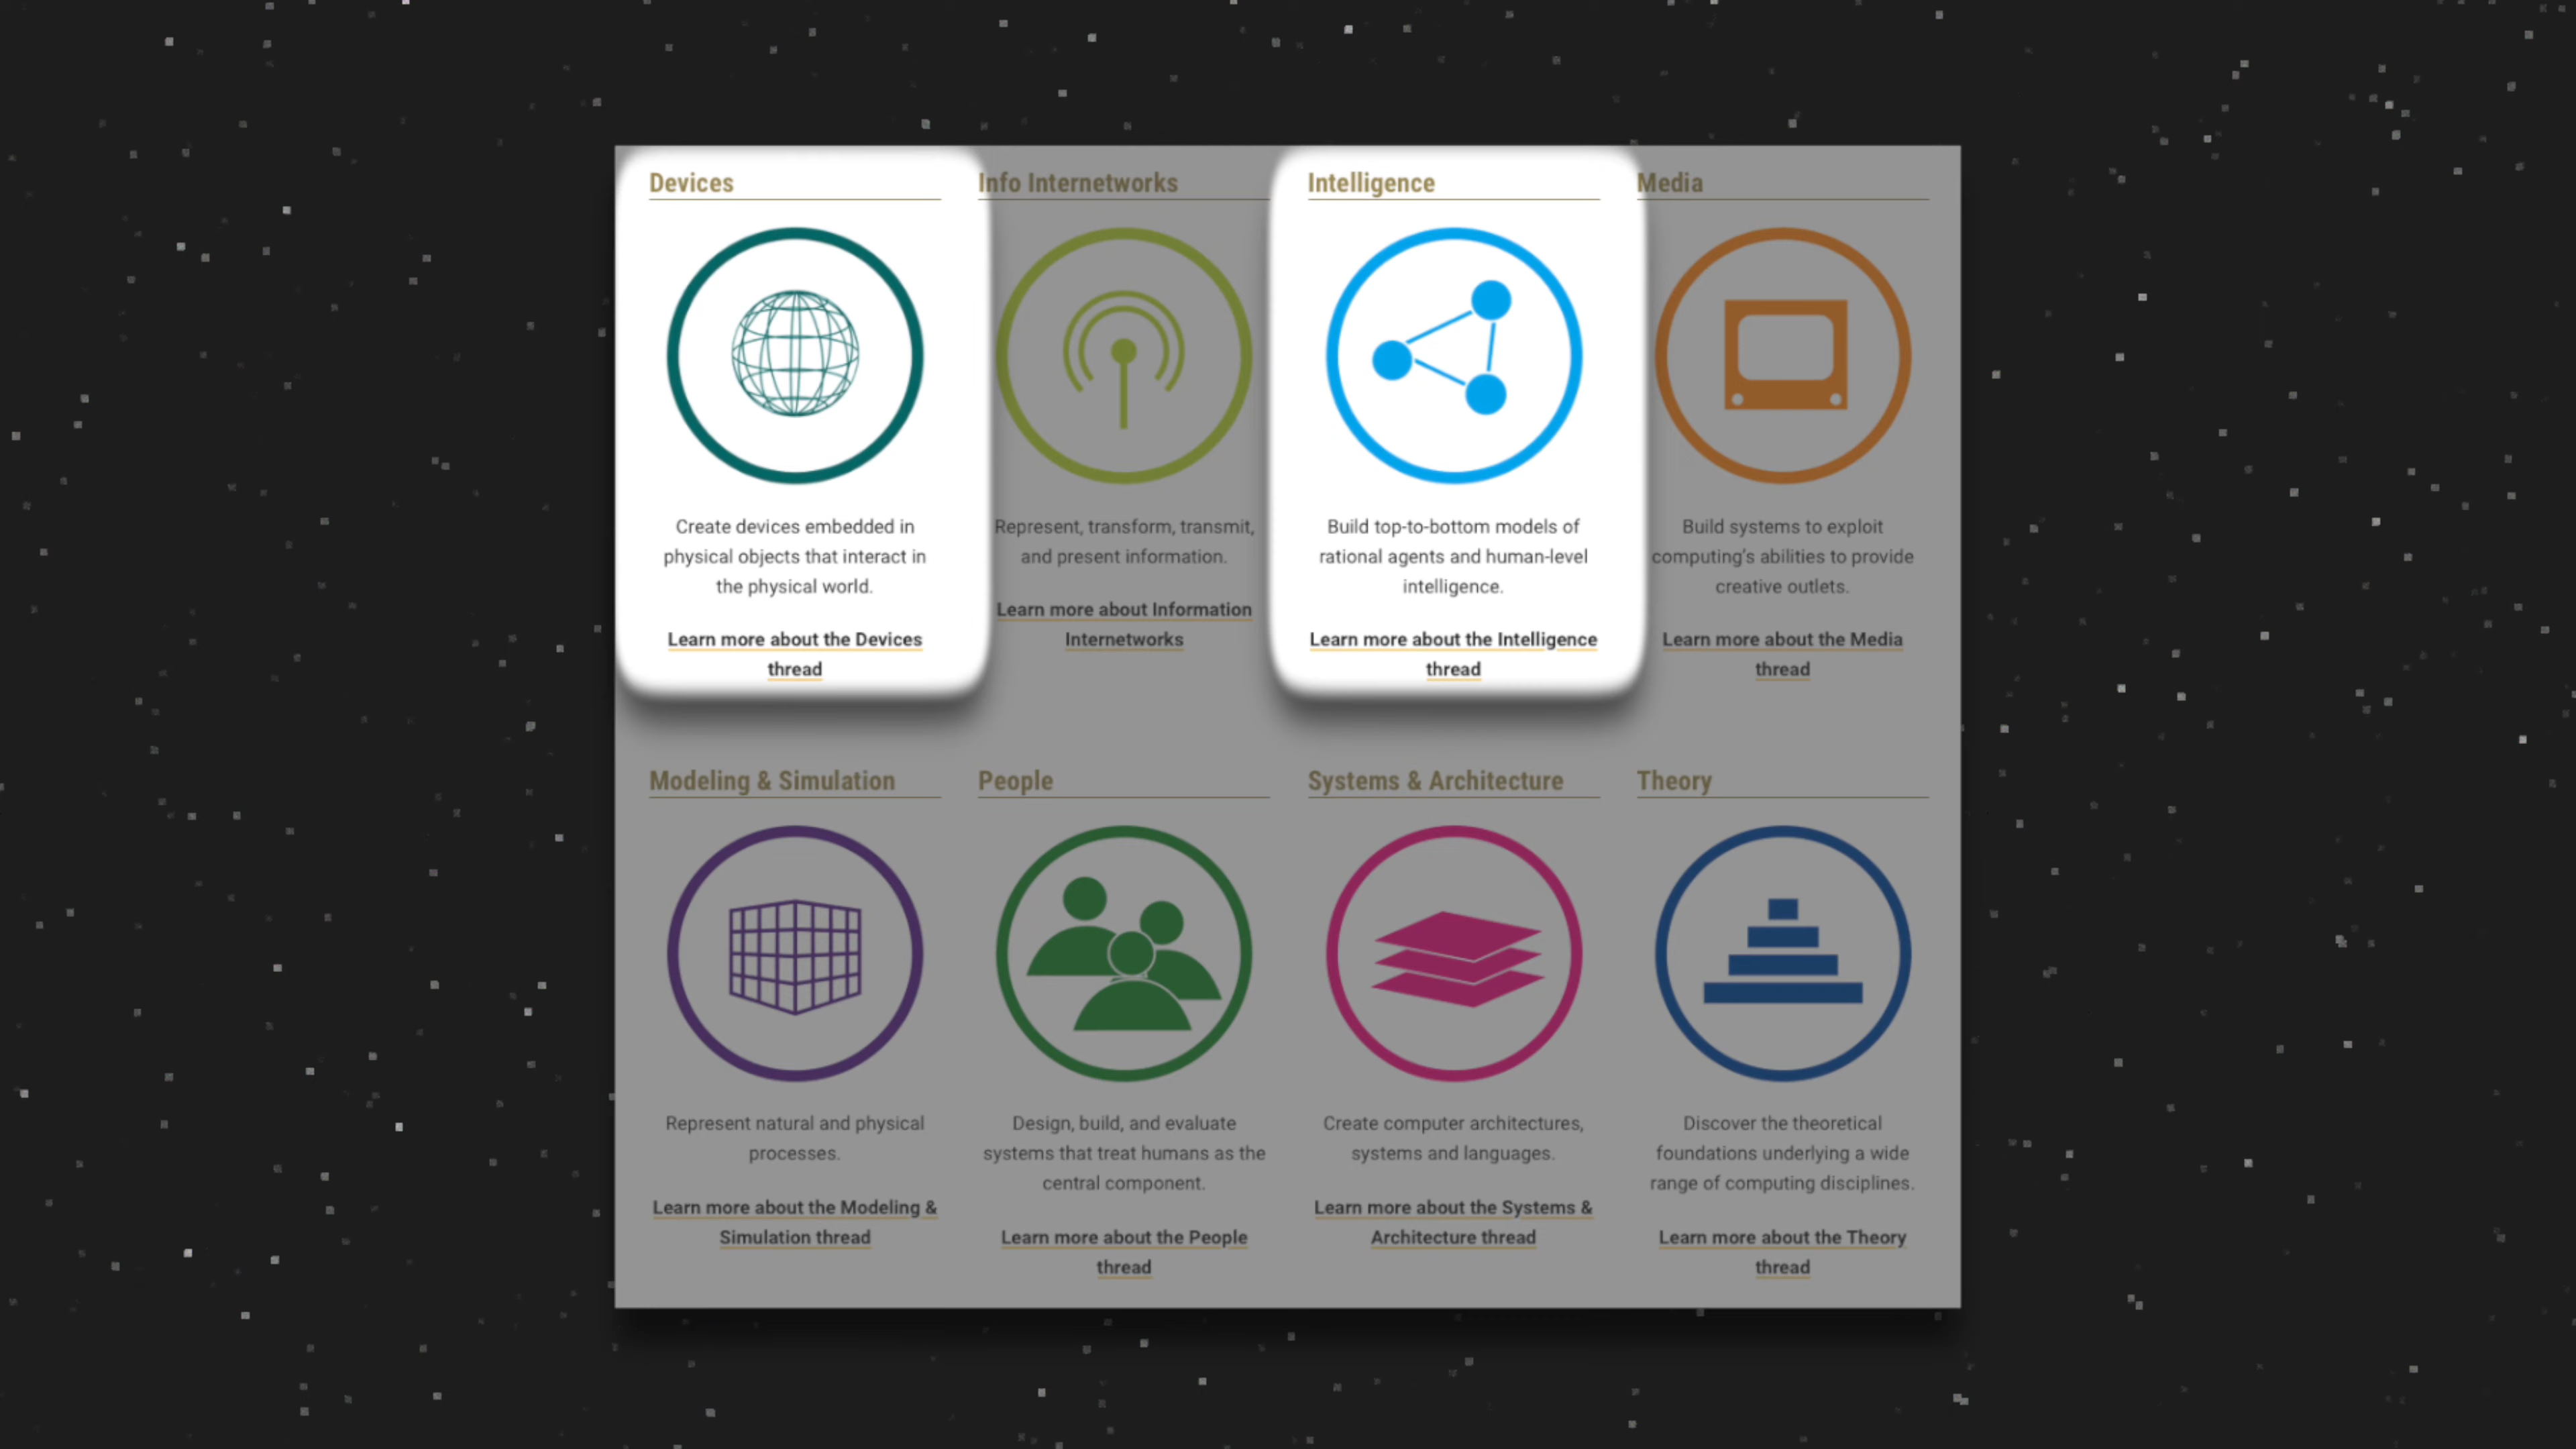 Devices
Create devices embedded in
physical objects that interact in
the physical world.
Learn more about the Devices
thread
Info Internetworks
Represent, transform, transmit,
and present information.
Learn more about Information
Internetworks
Intelligence
Build top-to-bottom models of
rational agents and human-level
intelligence.
Learn more about the Intelligence
thread
Media
Build systems to exploit
computing's abilities to provide
creative outlets.
Learn more about the Media
thread
Modeling & Simulation
Represent natural and physical
processes.
Learn more about the Modeling &
Simulation thread
People
Design, build, and evaluate
systems that treat humans as the
central component.
Learn more about the People
thread
Systems & Architecture
Create computer architectures,
systems and languages.
Learn more about the Systems &
Architecture thread
Theory
Discover the theoretical
foundations underlying a wide
range of computing disciplines.
Learn more about the Theory
thread